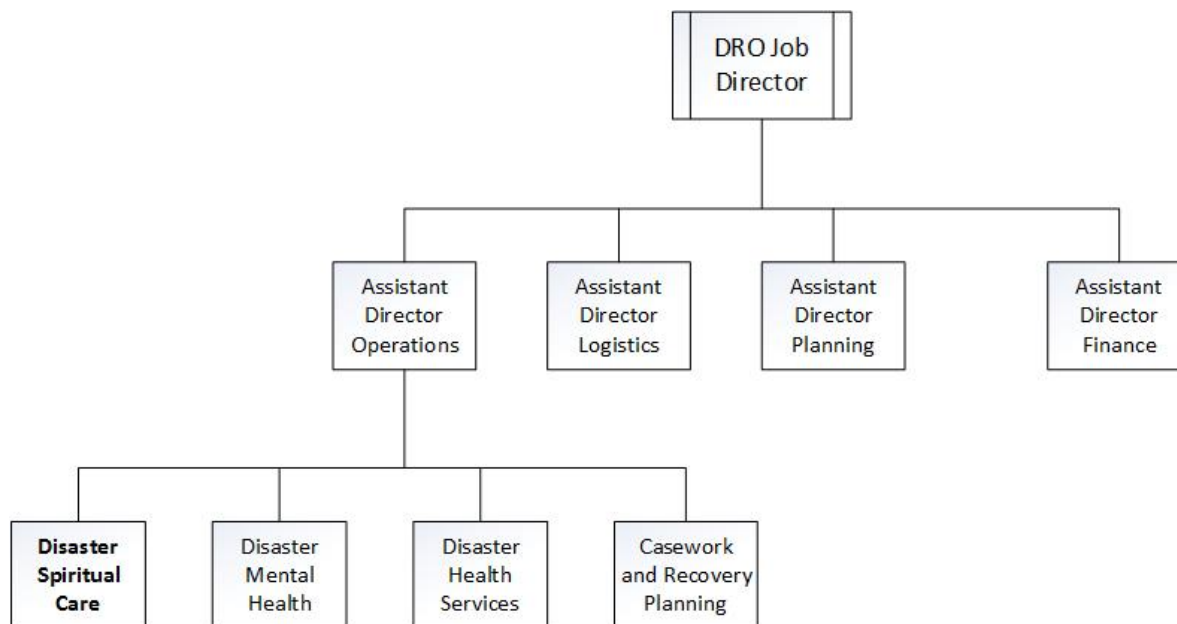 DRO Job
Director
Assistant
Director
Operations
Assistant
Director
Logistics
Assistant
Director
Planning
Assistant
Director
Finance
Disaster
Spiritual
Care
Disaster
Mental
Health
Disaster
Health
Services
Casework
and Recovery
Planning